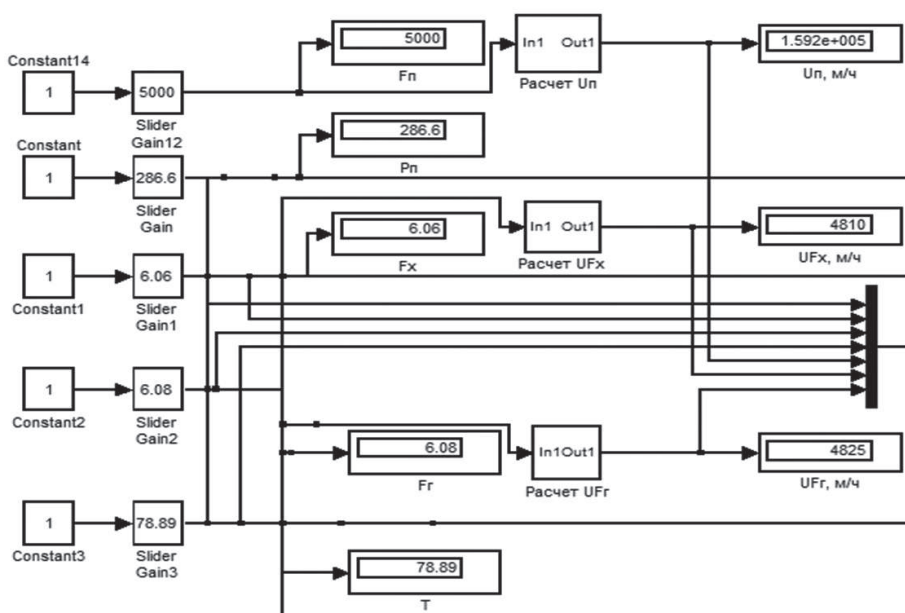 Constant14
1
5000
Slider
Gain12
5000
Fп
In1 Out1
Расчет Uп
1.592e+005
Uп, м/ч
Constant
1
286.6
Slider
Gain
286.6
Pп
1
Constant1
6.06
Slider
Gain1
6.06
Fх
In1 Out1
Расчет UFх
4810
UFх, м/ч
1
Constant2
6.08
Slider
Gain2
6.08
Fг
In1Out1
Расчет UFг
4825
UFг, м/ч
1
Constant3
78.89
Slider
Gain3
78.89
T